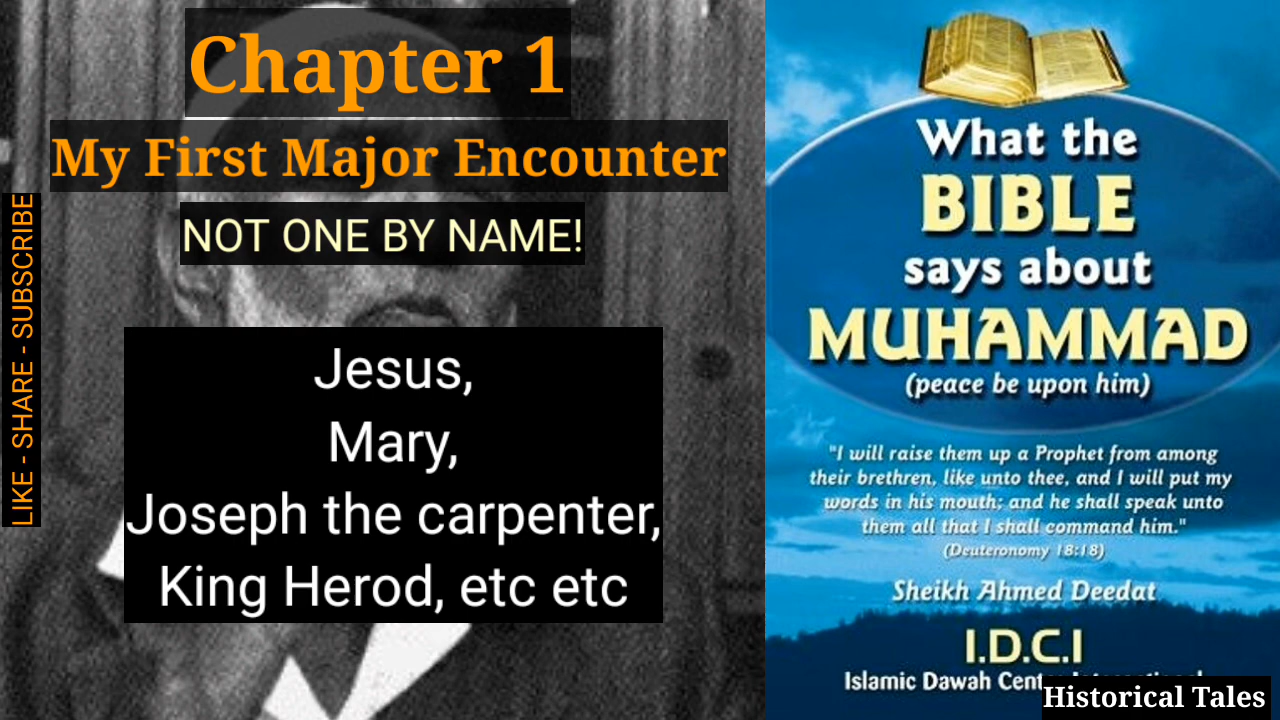 Chapter 1
My First Major Encounter
NOT ONE BY NAME!
Jesus,
Mary,
Joseph the carpenter,
King Herod, etc etc
LIKE - SHARE - SUBSCRIBE
What the
BIBLE
says about
MUHAMMAD
(peace be upon him)
"I will raise them up a Prophet from among
their brethren, like unto thee, and I will put my
words in his mouth; and he shall speak unto
them all that I shall command him."
(Deuteronomy 18:18)
Sheikh Ahmed Deedat
I.D.C.I
Islamic Dawah
Historical Tales